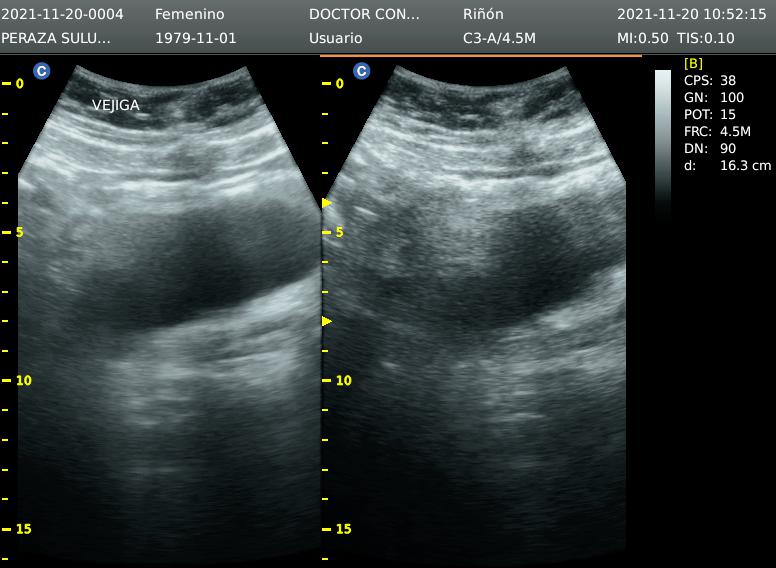 2021-11-20-0004 Femenino DOCTOR CON... Riñón 2021-11-20 10:52:15
PERAZA SULU... 1979-11-01 Usuario C3-A/4.5M MI:0.50 TIS:0.10
C
VEJIGA
0
5
10
15
C
0
5
10
15
[B]
CPS: 38
GN: 100
POT: 15
FRC: 4.5M
DN: 90
d: 16.3 cm